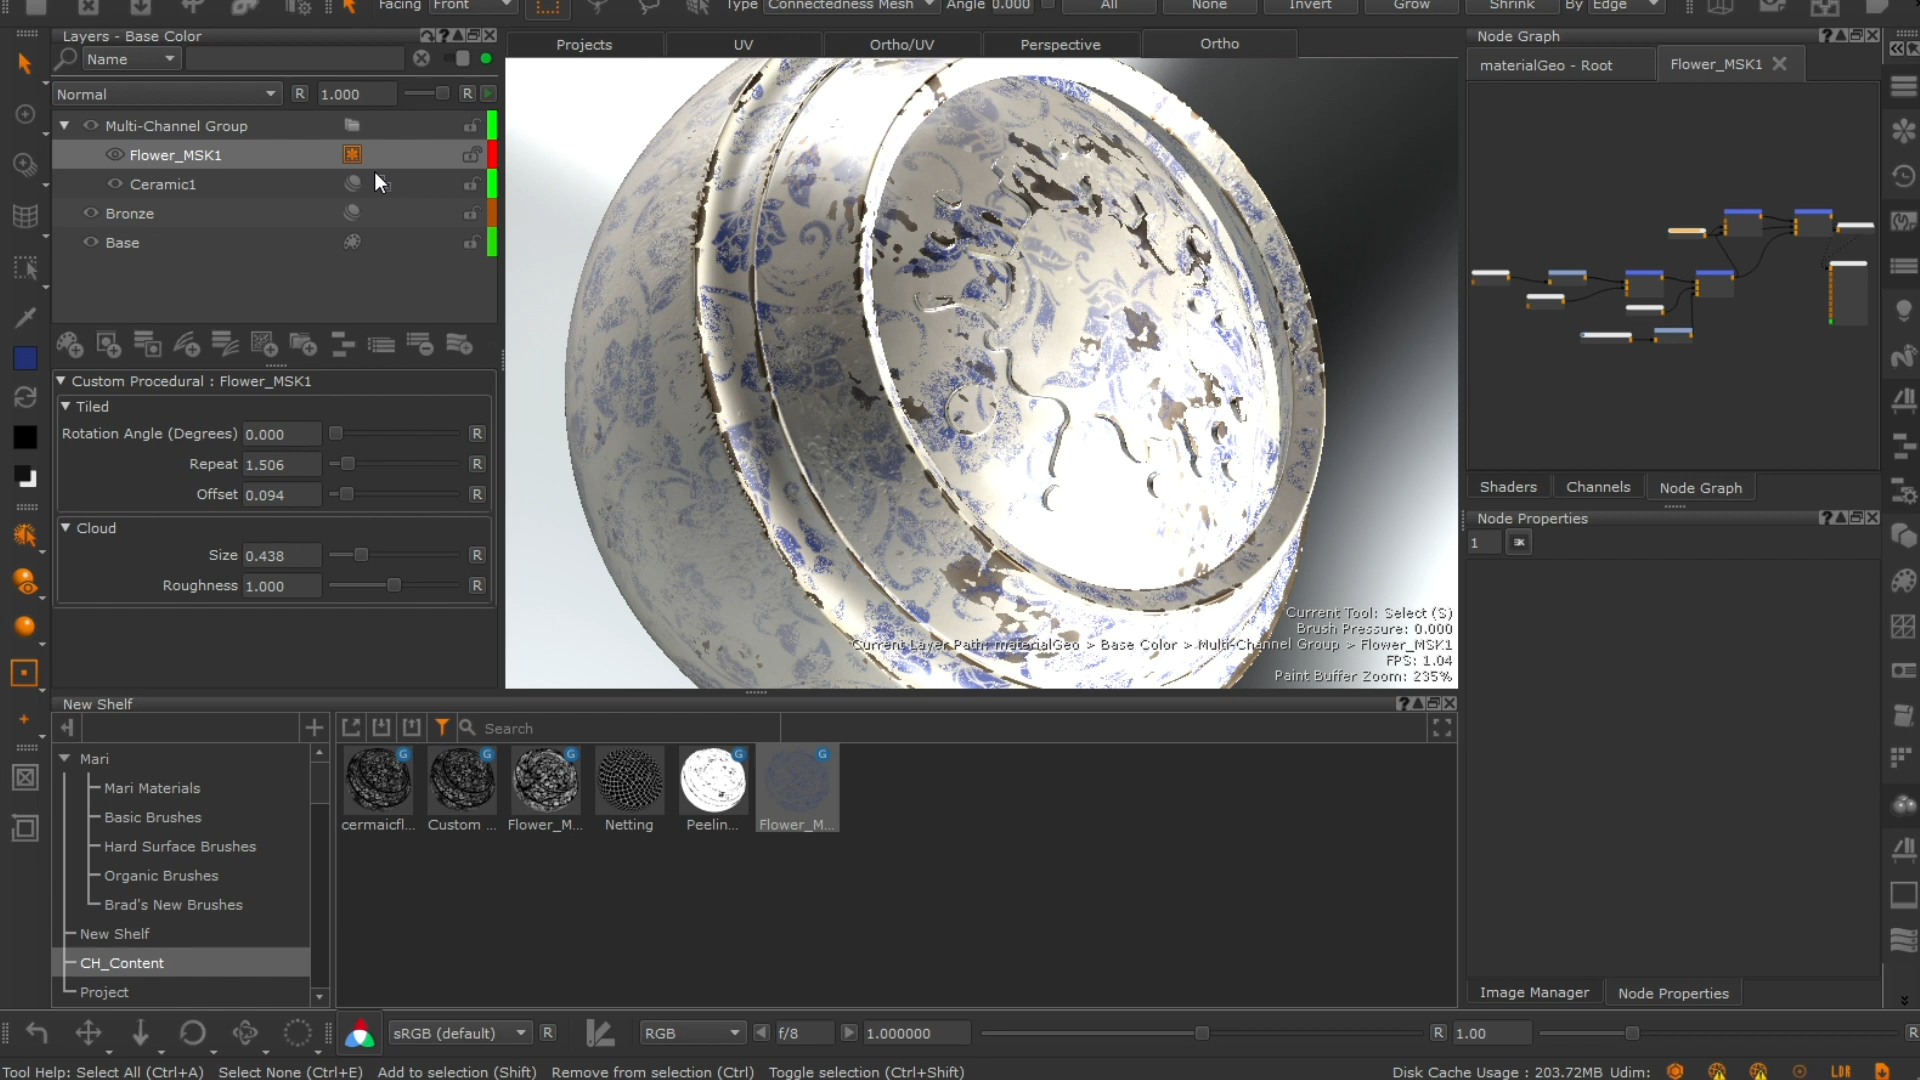 Facing Front
Type Connectedness Mesh Angle 0.000 All None Invert Grow Shrink By Edge
Layers - Base Color
Name
Normal R 1.000 R
Multi-Channel Group
Flower_MSK1
Ceramic1
Bronze
Base
Custom Procedural : Flower_MSK1
Tiled
Rotation Angle (Degrees) 0.000 R
Repeat 1.506 R
Offset 0.094 R
Cloud
Size 0.438 R
Roughness 1.000 R
Projects UV Ortho/UV Perspective Ortho
Current Tool: Select (S)
Brush Pressure: 0.000
Current Layer Path: materialGeo > Base Color > Multi-Channel Group > Flower_MSK1
FPS: 1.04
Paint Buffer Zoom: 235%
Node Graph
materialGeo - Root Flower_MSK1
Shaders Channels Node Graph
Node Properties
1
Image Manager Node Properties
New Shelf
Search
Mari
Mari Materials
Basic Brushes
Hard Surface Brushes
Organic Brushes
Brad's New Brushes
New Shelf
CH_Content
Project
G G G G G
cermaicfl... Custom ... Flower_M... Netting Peelin... Flower_M...
sRGB (default) R RGB f/8 1.000000 R 1.00 R
Tool Help: Select All (Ctrl+A) Select None (Ctrl+E) Add to selection (Shift) Remove from selection (Ctrl) Toggle selection (Ctrl+Shift)
Disk Cache Usage : 203.72MB Udim: LDR